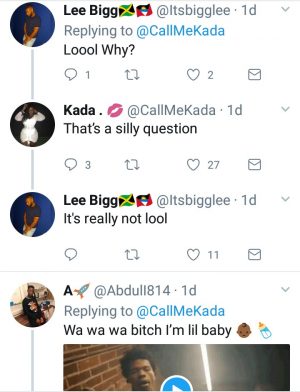 Lee Bigg @Itsbigglee · 1d
Replying to @CallMeKada
Loool Why?
1 2
Kada . @CallMeKada · 1d
That's a silly question
3 27
Lee Bigg @Itsbigglee · 1d
It's really not lool
11
A @Abdull814 · 1d
Replying to @CallMeKada
Wa wa wa bitch I'm lil baby